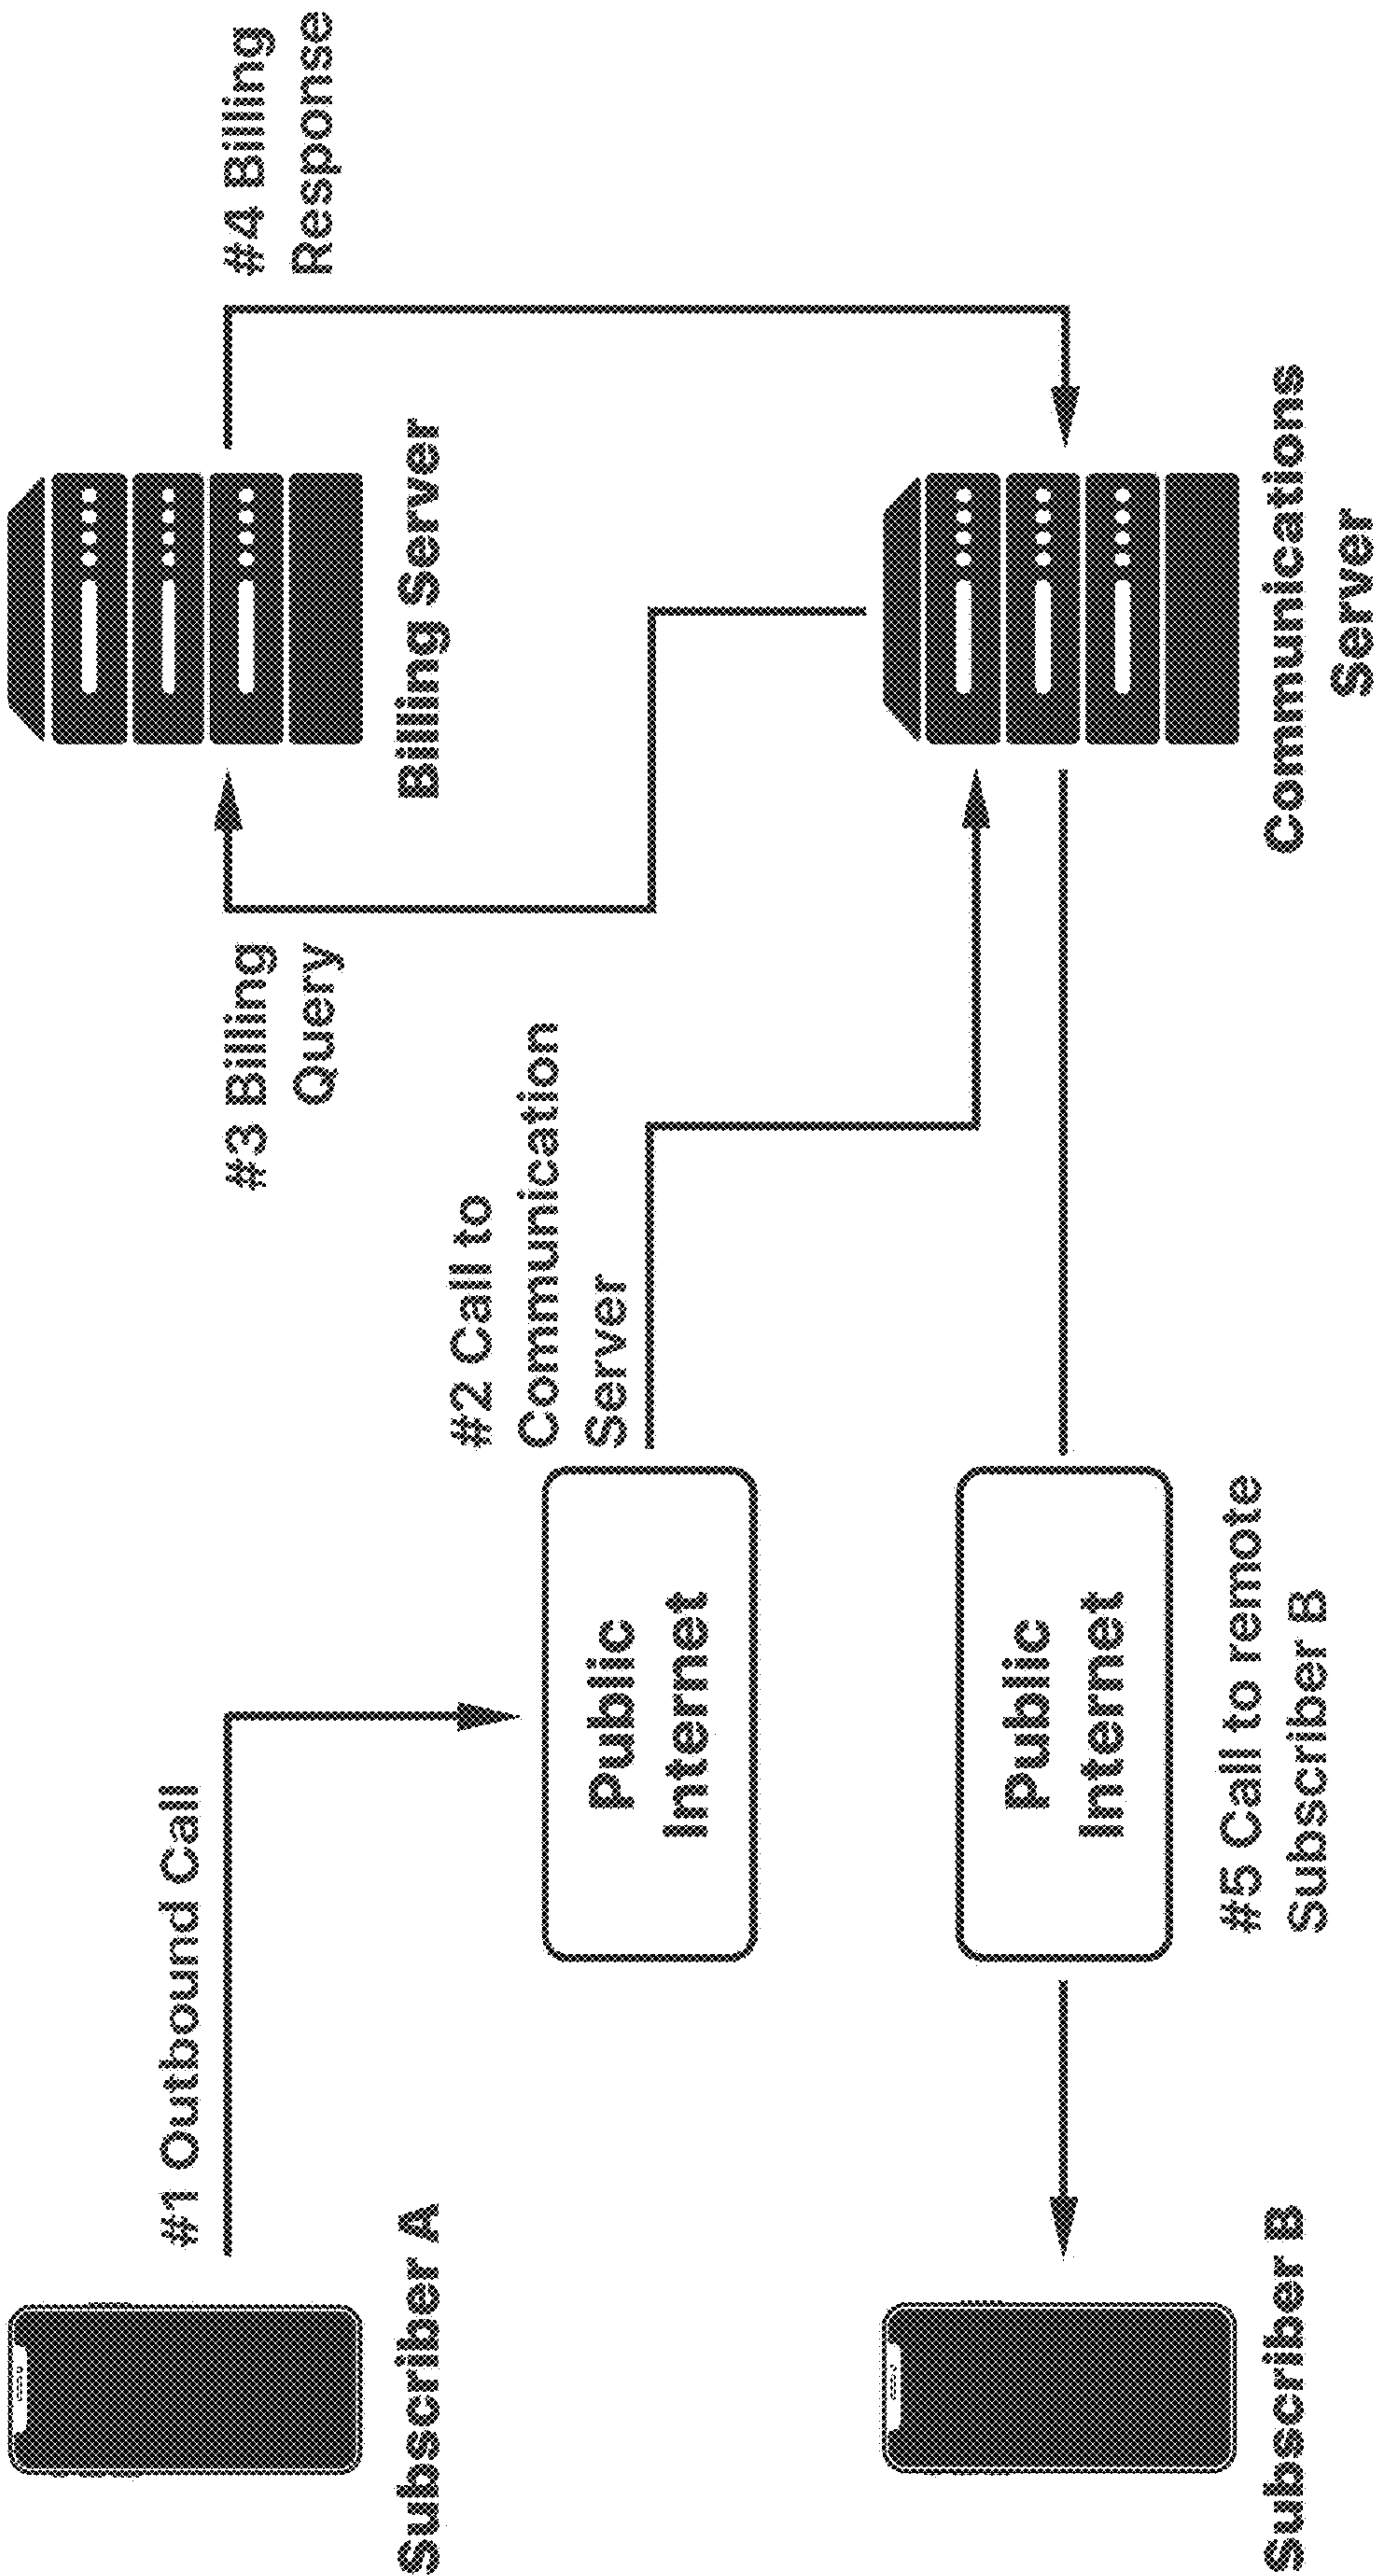 #1 Outbound Call
Subscriber A
#2 Call to
Communication
Server
Public
Internet
#3 Billing
Query
Billing Server
#4 Billing
Response
Communications
Server
Public
Internet
#5 Call to remote
Subscriber B
Subscriber B